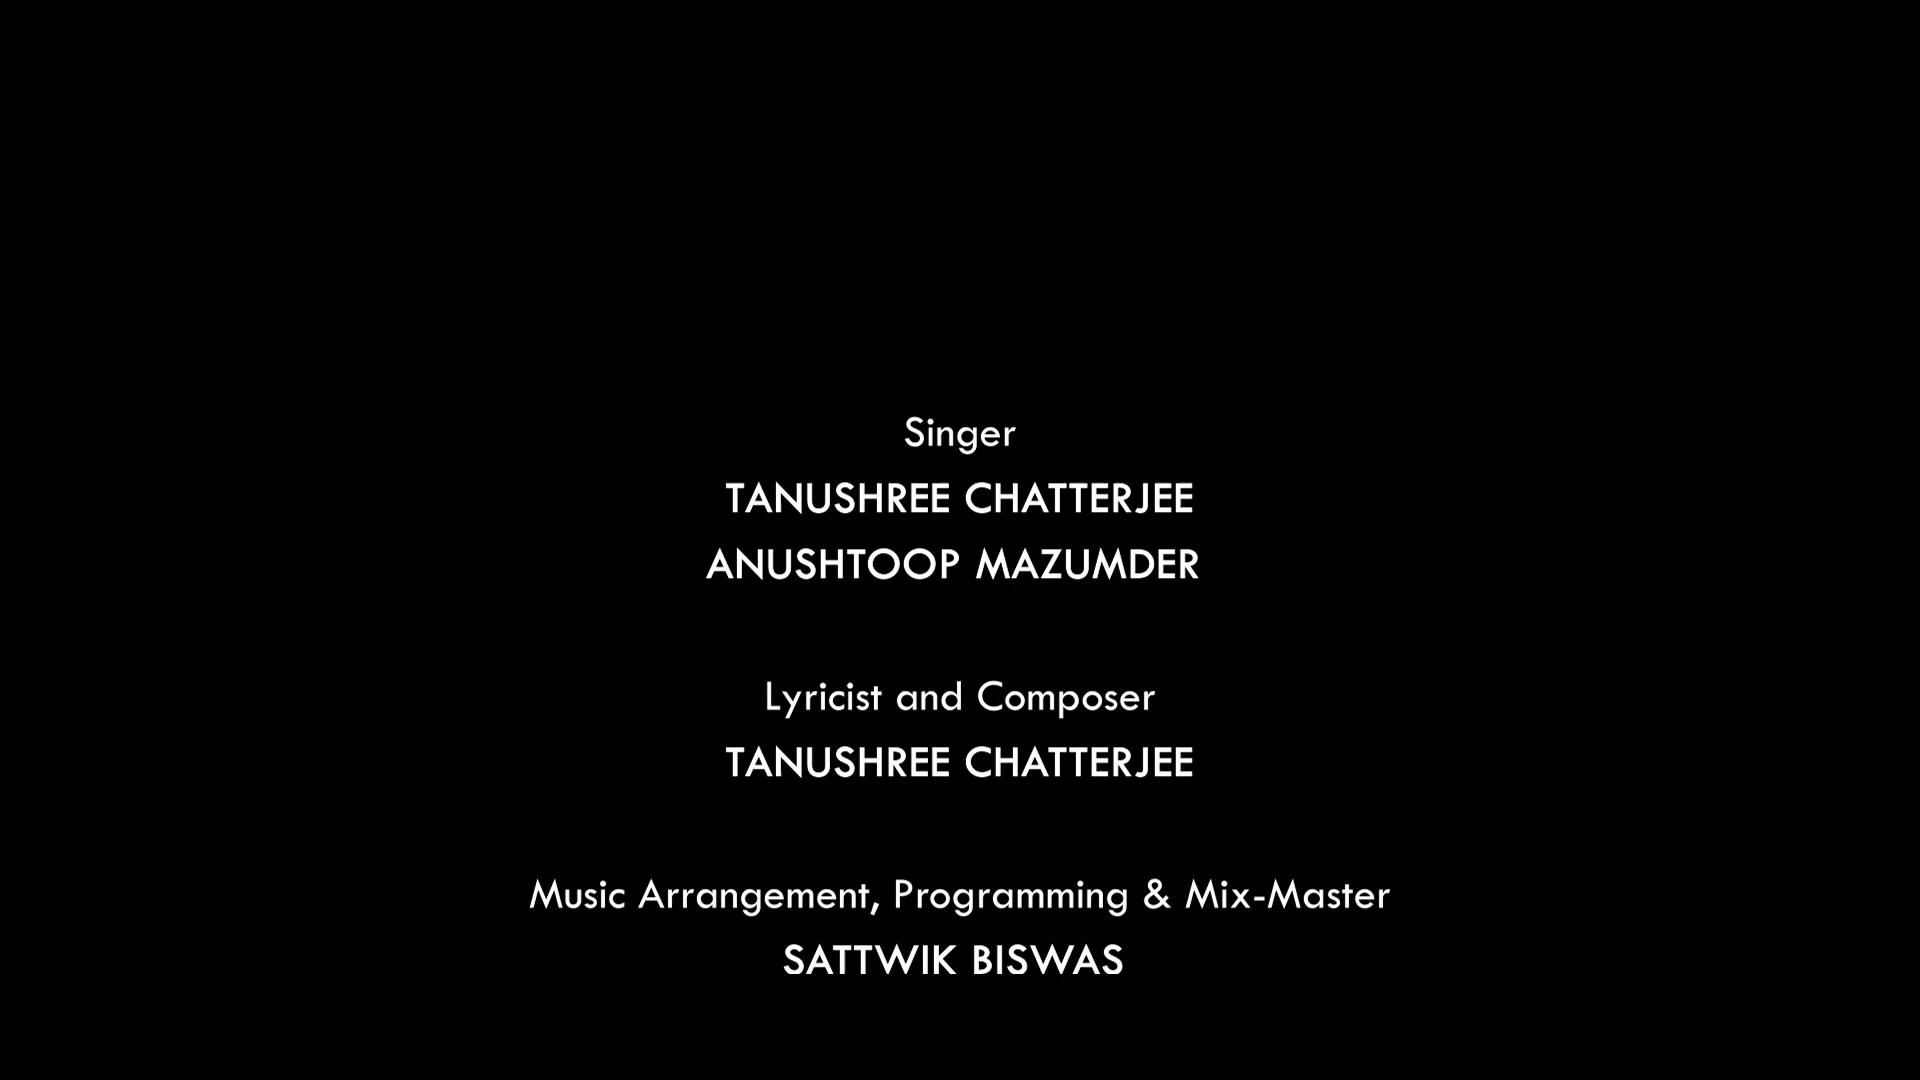 Singer
TANUSHREE CHATTERJEE
ANUSHTOOP MAZUMDER
Lyricist and Composer
TANUSHREE CHATTERJEE
Music Arrangement, Programming & Mix-Master
SATTWIK BISWAS